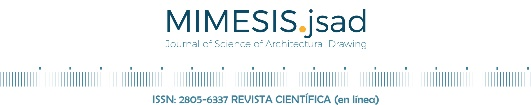 MIMESIS.jsad
Journal of Science of Architectural Drawing
ISSN: 2805-6337 REVISTA CIENTÍFICA (en línea)